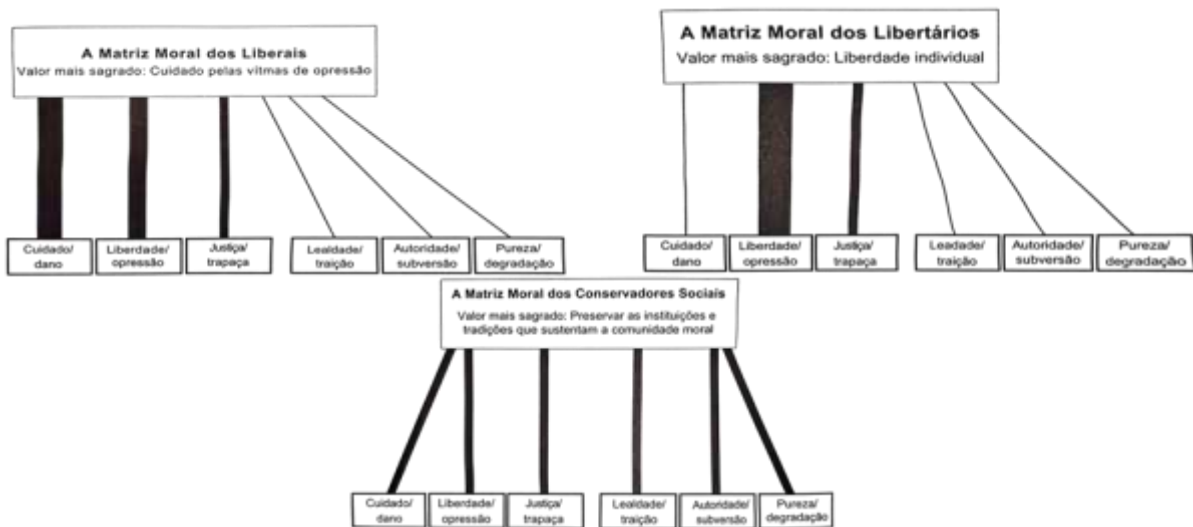 A Matriz Moral dos Liberais
Valor mais sagrado: Cuidado pelas vítmas de opressão
Cuidado/
dano
Liberdade/
opressão
Justiça/
trapaça
Lealdade/
traição
Autoridade/
subversão
Pureza/
degradação
A Matriz Moral dos Libertários
Valor mais sagrado: Liberdade individual
Cuidado/
dano
Liberdade/
opressão
Justiça/
trapaça
Leadade/
traição
Autoridade/
subversão
Pureza/
degradação
A Matriz Moral dos Conservadores Sociais
Valor mais sagrado: Preservar as instituições e
tradições que sustentam a comunidade moral
Cuidado/
dano
Liberdade/
opressão
Justiça/
trapaça
Lealdade/
traição
Autoridade/
subversão
Pureza/
degradação